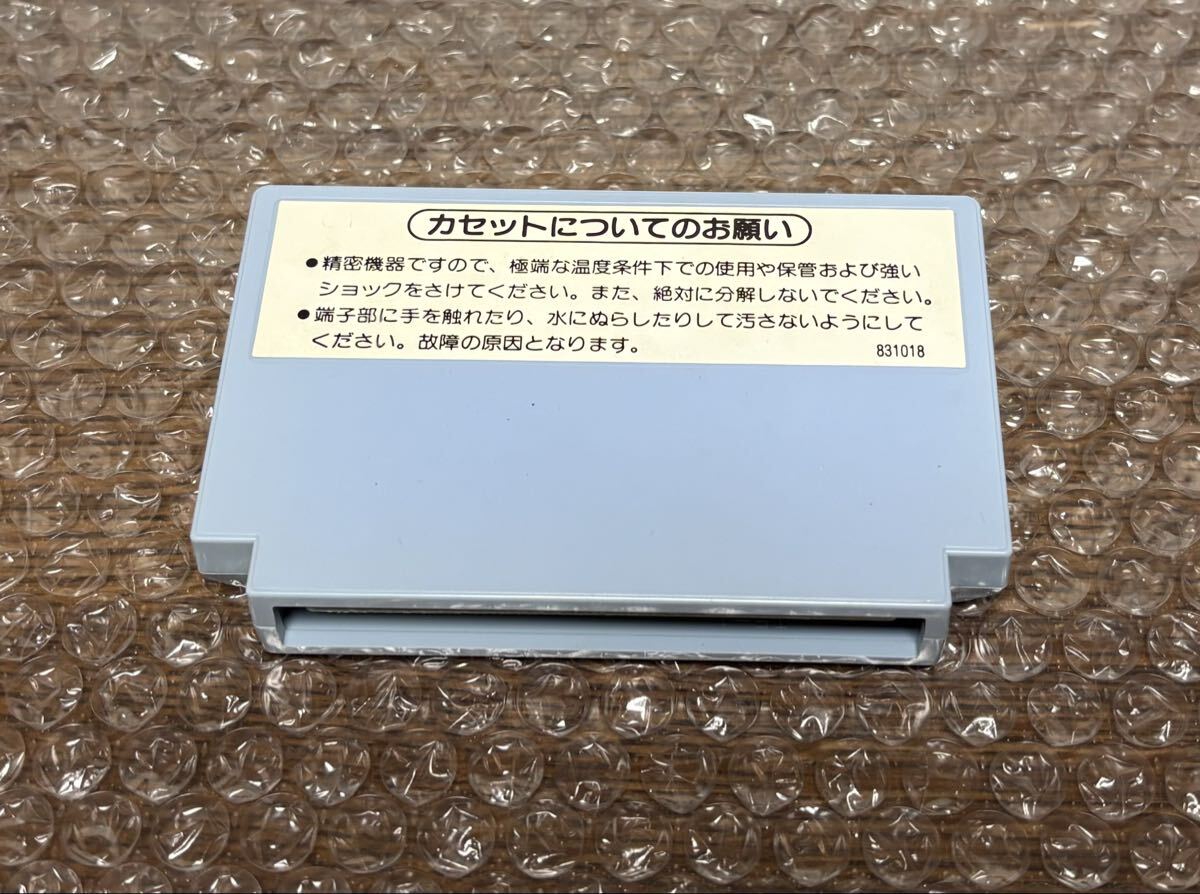 カセットについてのお願い
●精密機器ですので、極端な温度条件下での使用や保管および強い
ショックをさけてください。また、絶対に分解しないでください。
●端子部に手を触れたり、水にぬらしたりして汚さないようにして
ください。故障の原因となります。
831018